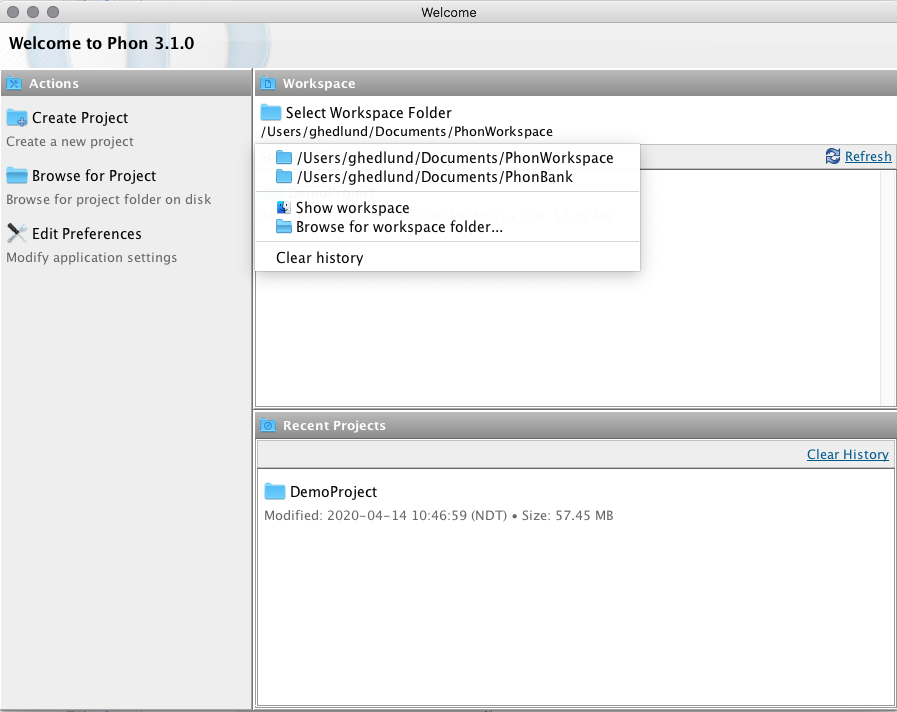 Welcome
Welcome to Phon 3.1.0
Actions
Create Project
Create a new project
Browse for Project
Browse for project folder on disk
Edit Preferences
Modify application settings
Workspace
Select Workspace Folder
/Users/ghedlund/Documents/PhonWorkspace
Refresh
/Users/ghedlund/Documents/PhonWorkspace
/Users/ghedlund/Documents/PhonBank
Show workspace
Browse for workspace folder...
Clear history
Recent Projects
Clear History
DemoProject
Modified: 2020-04-14 10:46:59 (NDT) • Size: 57.45 MB